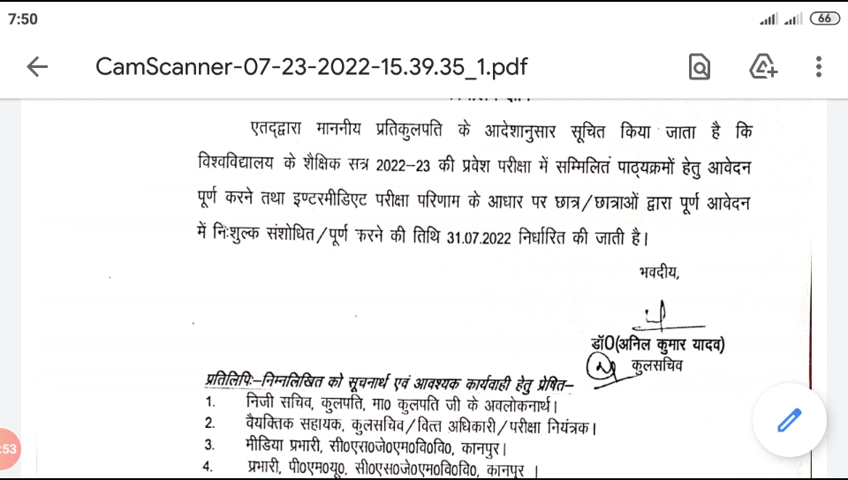 7:50
66
CamScanner-07-23-2022-15.39.35_1.pdf
एतद्द्वारा माननीय प्रतिकुलपति के आदेशानुसार सूचित किया जाता है कि
विश्वविद्यालय के शैक्षिक सत्र 2022-23 की प्रवेश परीक्षा में सम्मिलित पाठ्यक्रमों हेतु आवेदन
पूर्ण करने तथा इण्टरमीडिएट परीक्षा परिणाम के आधार पर छात्र/छात्राओं द्वारा पूर्ण आवेदन
में निःशुल्क संशोधित/पूर्ण करने की तिथि 31.07.2022 निर्धारित की जाती है।
भवदीय,
डॉ0(अनिल कुमार यादव)
कुलसचिव
प्रतिलिपिः-निम्नलिखित को सूचनार्थ एवं आवश्यक कार्यवाही हेतु प्रेषित-
1. निजी सचिव, कुलपति, मा0 कुलपति जी के अवलोकनार्थ।
2. वैयक्तिक सहायक, कुलसचिव/वित्त अधिकारी/परीक्षा नियंत्रक।
3. मीडिया प्रभारी, सी0एस0जे0एम0वि0वि0, कानपुर।
4. प्रभारी, पी0एम0यू0, सी0एस0जे0एम0वि0वि0, कानपुर ।
:53